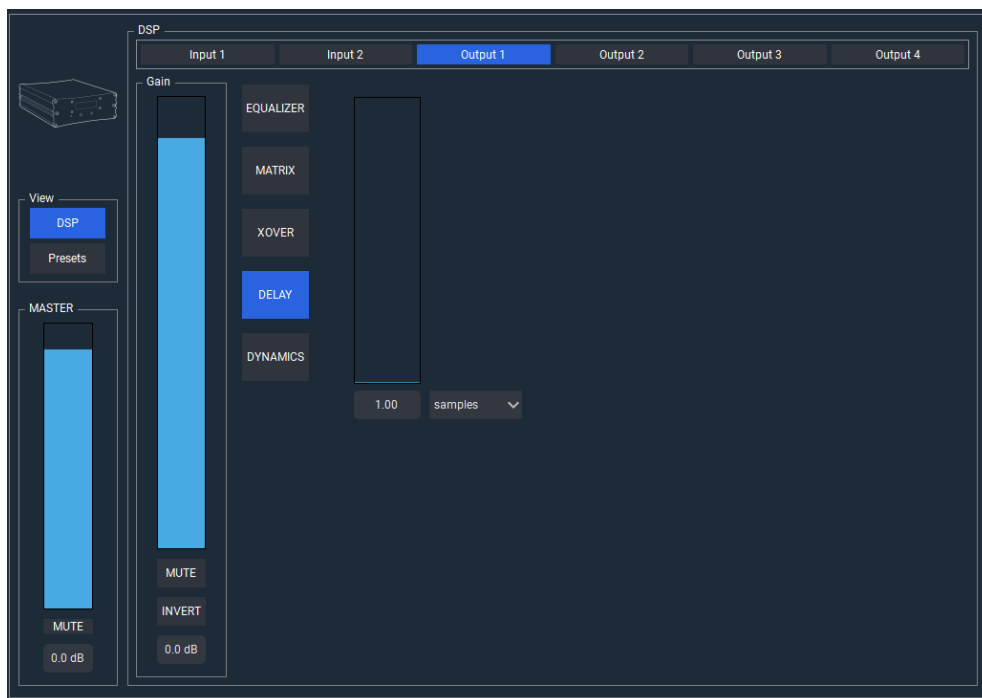 DSP
Input 1
Input 2
Output 1
Output 2
Output 3
Output 4
View
DSP
Presets
MASTER
MUTE
0.0 dB
Gain
MUTE
INVERT
0.0 dB
EQUALIZER
MATRIX
XOVER
DELAY
DYNAMICS
1.00
samples